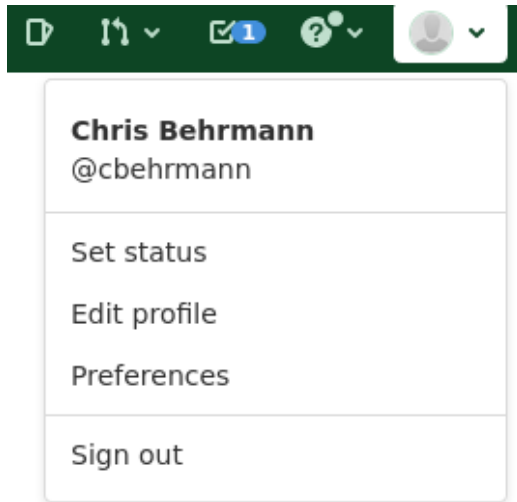 1
?
Chris Behrmann
@cbehrmann
Set status
Edit profile
Preferences
Sign out